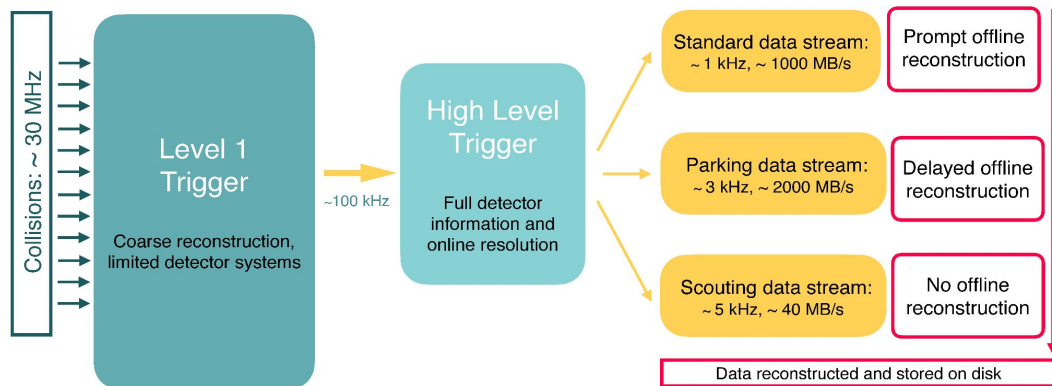 Collisions: ~ 30 MHz
Level 1
Trigger
Coarse reconstruction,
limited detector systems
~100 kHz
High Level
Trigger
Full detector
information and
online resolution
Standard data stream:
~ 1 kHz, ~ 1000 MB/s
Prompt offline
reconstruction
Parking data stream:
~ 3 kHz, ~ 2000 MB/s
Delayed offline
reconstruction
Scouting data stream:
~ 5 kHz, ~ 40 MB/s
No offline
reconstruction
Data reconstructed and stored on disk